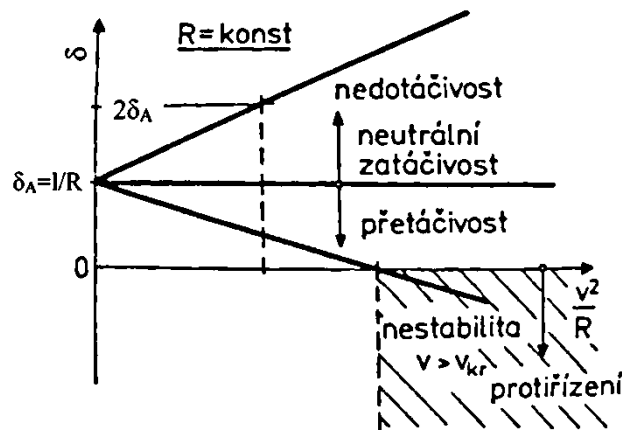 R=konst
δ
2δA
nedotáčivost
neutrální
zatáčivost
δA=l/R
přetáčivost
0
v²
R
nestabilita
v > vkr
protiřízení